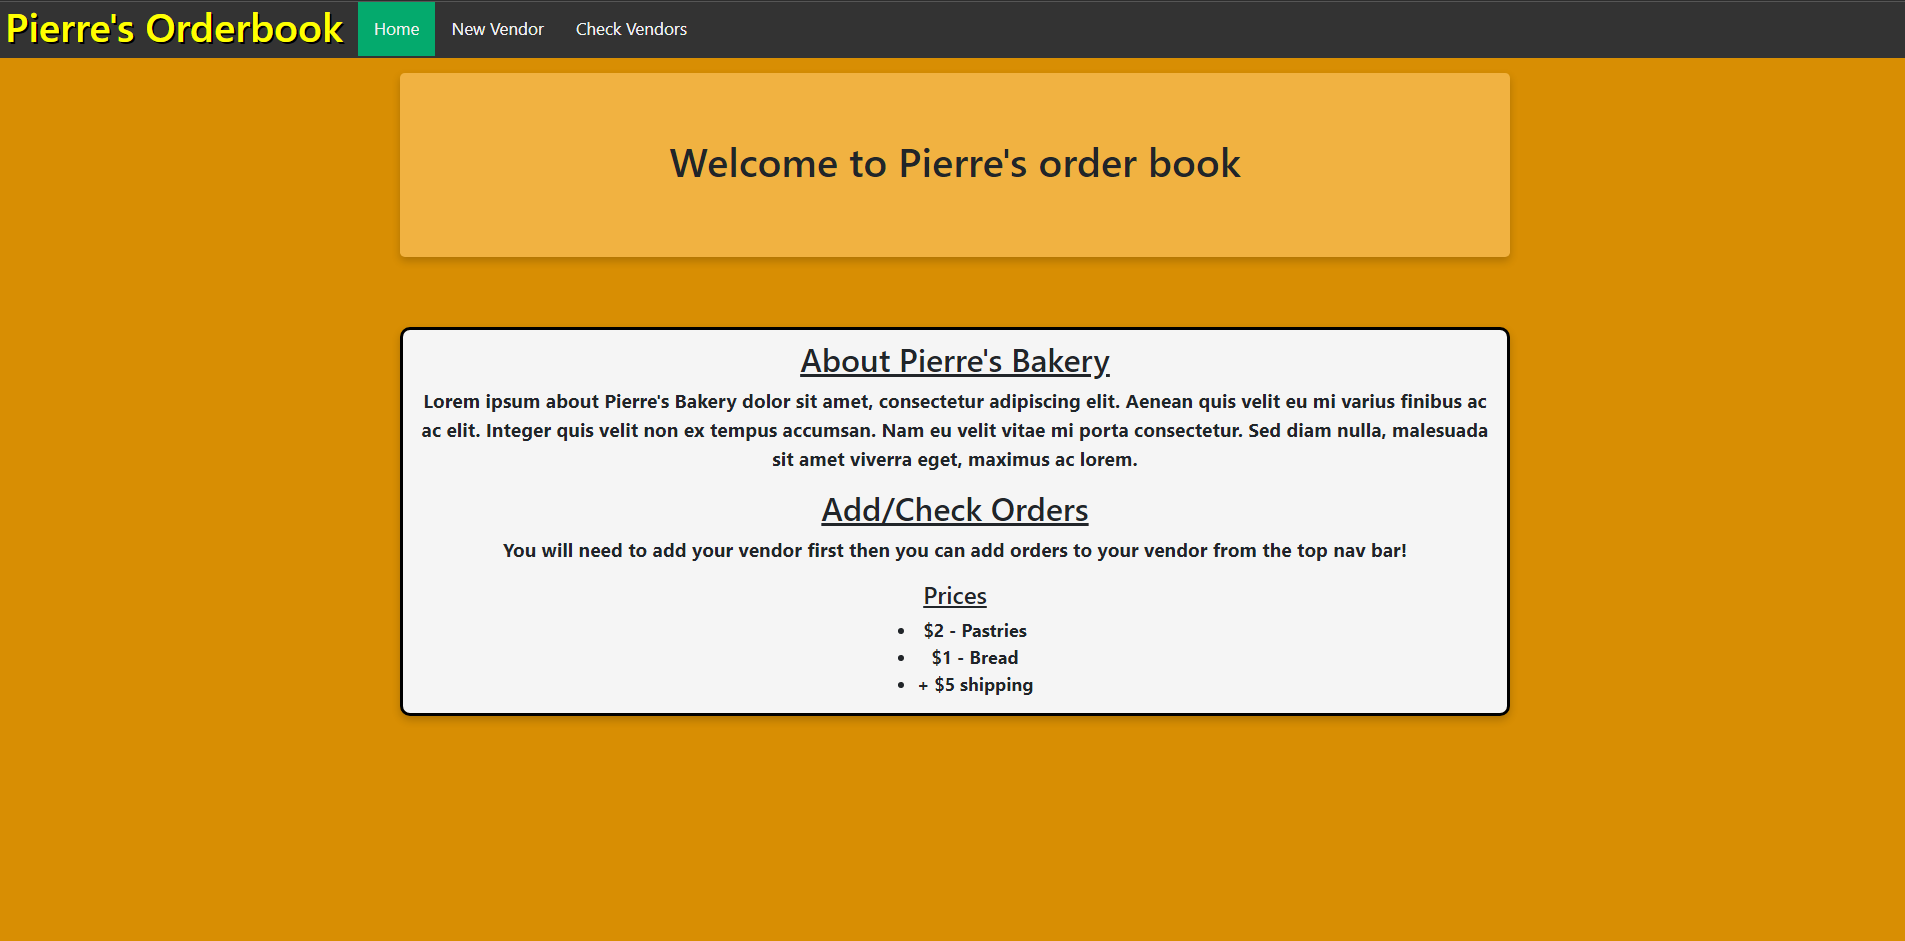 Pierre's Orderbook Home New Vendor Check Vendors
Welcome to Pierre's order book
About Pierre's Bakery
Lorem ipsum about Pierre's Bakery dolor sit amet, consectetur adipiscing elit. Aenean quis velit eu mi varius finibus ac
ac elit. Integer quis velit non ex tempus accumsan. Nam eu velit vitae mi porta consectetur. Sed diam nulla, malesuada
sit amet viverra eget, maximus ac lorem.
Add/Check Orders
You will need to add your vendor first then you can add orders to your vendor from the top nav bar!
Prices
• $2 - Pastries
• $1 - Bread
• + $5 shipping